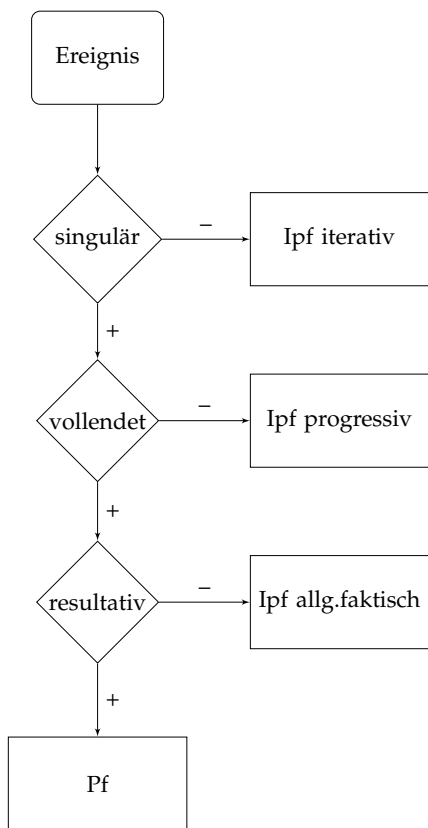 Ereignis
singulär
–
Ipf iterativ
+
vollendet
–
Ipf progressiv
+
resultativ
–
Ipf allg.faktisch
+
Pf